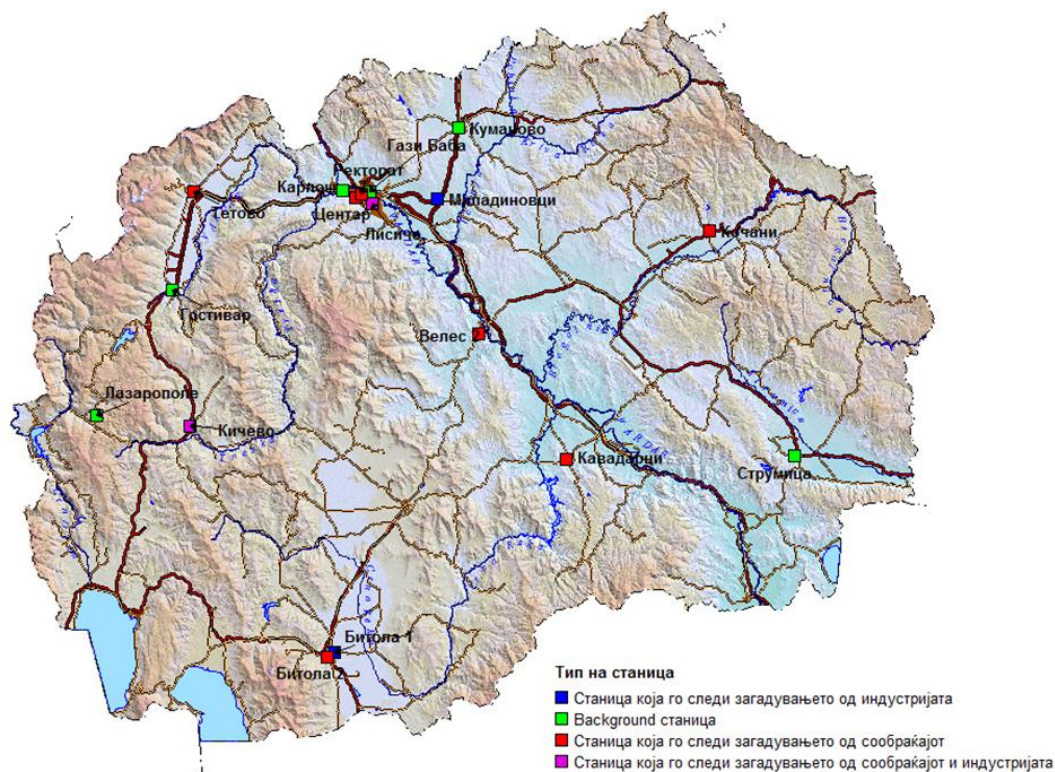 Куманово
Гази Баба
Ректорат
Карпош
Миладиновци
Тетово
Центар
Лисиче
Кочани
Гостивар
Велес 2
Лазарополе
Кичево
Кавадарци
Струмица
VARDAR
Битола 1
Битола 2
Тип на станица
Станица која го следи загадувањето од индустријата
Background станица
Станица која го следи загадувањето од сообраќајот
Станица која го следи загадувањето од сообраќајот и индустријата